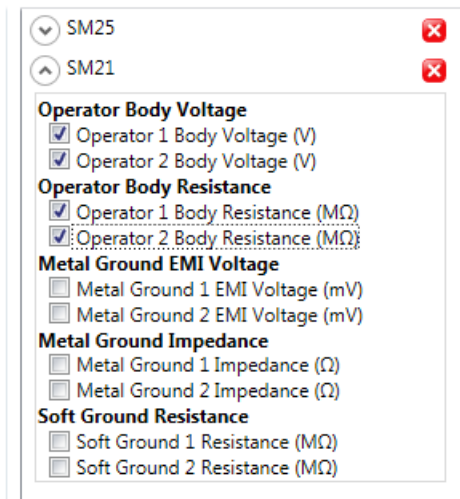 SM25
SM21
Operator Body Voltage
Operator 1 Body Voltage (V)
Operator 2 Body Voltage (V)
Operator Body Resistance
Operator 1 Body Resistance (MΩ)
Operator 2 Body Resistance (MΩ)
Metal Ground EMI Voltage
Metal Ground 1 EMI Voltage (mV)
Metal Ground 2 EMI Voltage (mV)
Metal Ground Impedance
Metal Ground 1 Impedance (Ω)
Metal Ground 2 Impedance (Ω)
Soft Ground Resistance
Soft Ground 1 Resistance (MΩ)
Soft Ground 2 Resistance (MΩ)